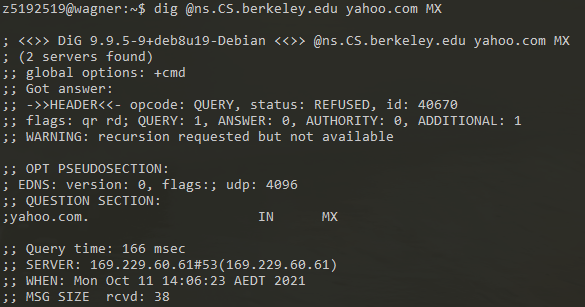 z5192519@wagner:~$ dig @ns.CS.berkeley.edu yahoo.com MX
; <<>> DiG 9.9.5-9+deb8u19-Debian <<>> @ns.CS.berkeley.edu yahoo.com MX
; (2 servers found)
;; global options: +cmd
;; Got answer:
;; ->>HEADER<<- opcode: QUERY, status: REFUSED, id: 40670
;; flags: qr rd; QUERY: 1, ANSWER: 0, AUTHORITY: 0, ADDITIONAL: 1
;; WARNING: recursion requested but not available
;; OPT PSEUDOSECTION:
; EDNS: version: 0, flags:; udp: 4096
;; QUESTION SECTION:
;yahoo.com. IN MX
;; Query time: 166 msec
;; SERVER: 169.229.60.61#53(169.229.60.61)
;; WHEN: Mon Oct 11 14:06:23 AEDT 2021
;; MSG SIZE rcvd: 38